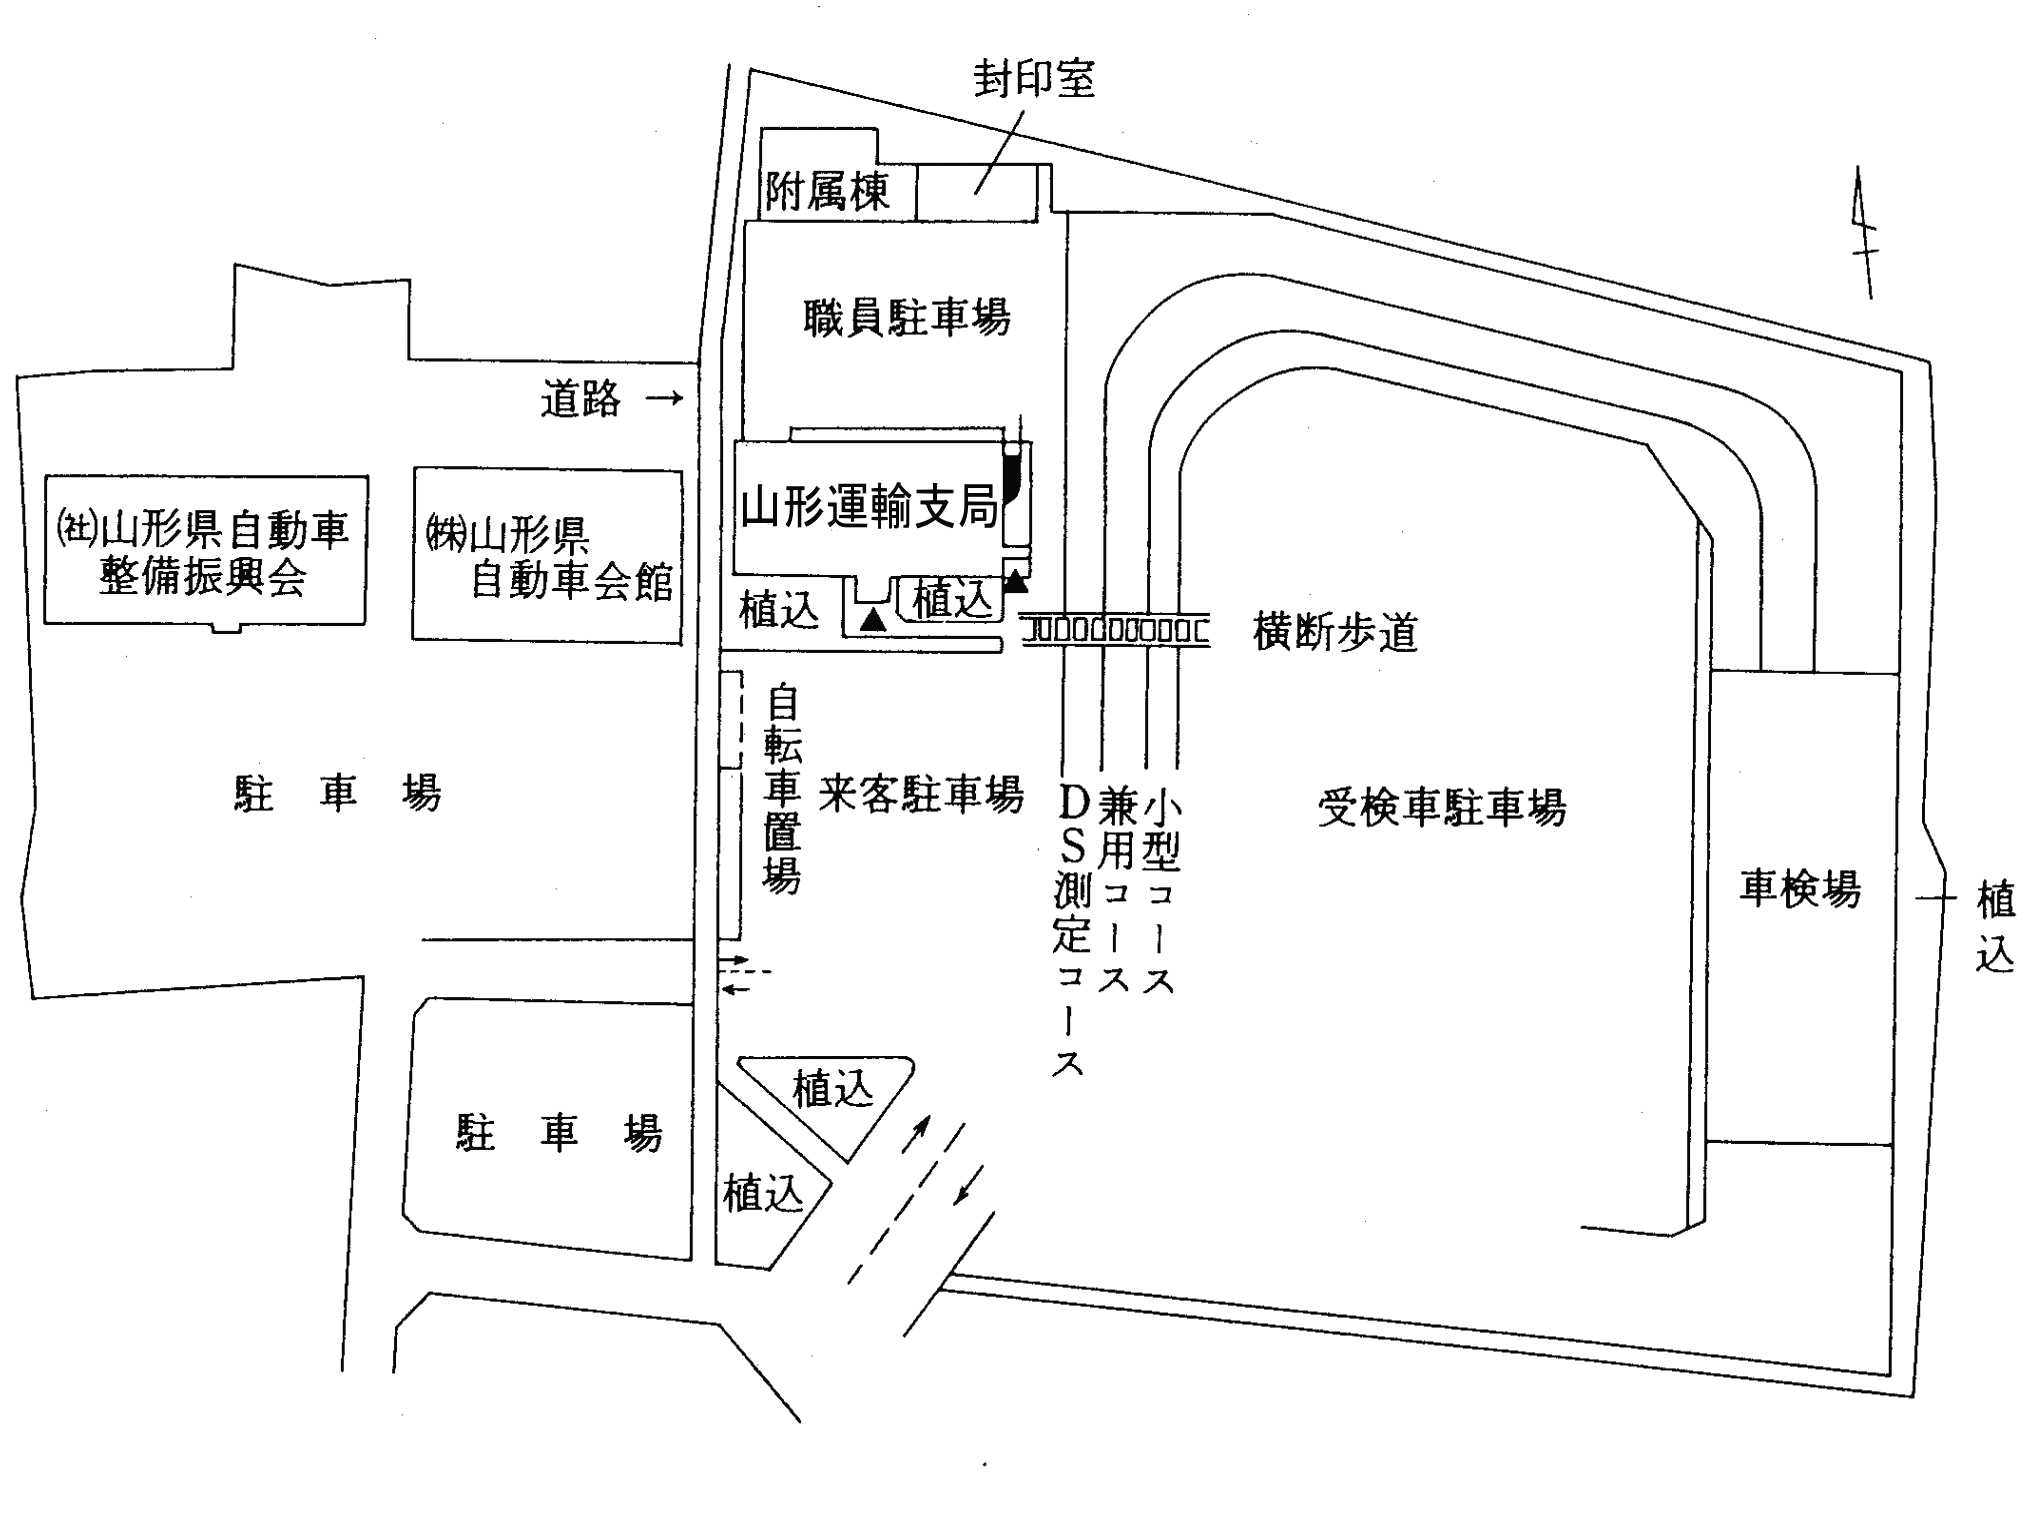 封印室
附属棟
職員駐車場
道路 →
山形運輸支局
㈳山形県自動車
整備振興会
㈱山形県
自動車会館
植込
植込
横断歩道
自転車置場
駐 車 場
来客駐車場
DS測定コース
兼用コース
小型コース
受検車駐車場
車検場
植込
植込
駐 車 場
植込